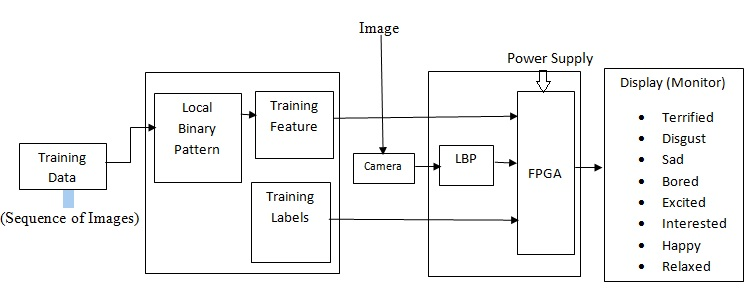 Image
Power Supply
Display (Monitor)
Local
Binary
Pattern
Training
Feature
Training
Data
(Sequence of Images)
Training
Labels
Camera
LBP
FPGA
Terrified
Disgust
Sad
Bored
Excited
Interested
Happy
Relaxed